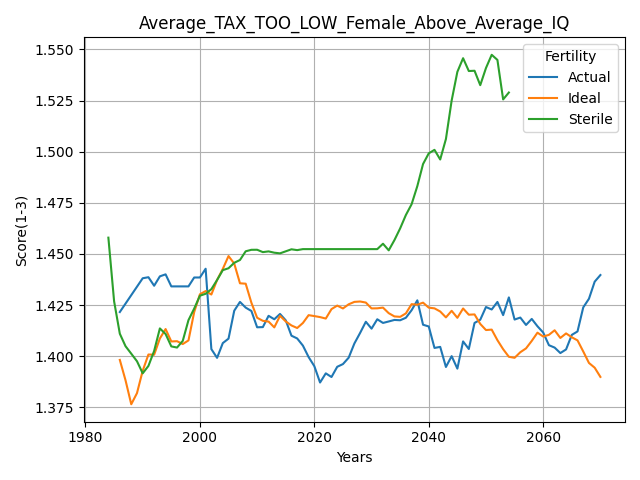 Average_TAX_TOO_LOW_Female_Above_Average_IQ
Fertility
Actual
Ideal
Sterile
1.550
1.525
1.500
1.475
1.450
1.425
1.400
1.375
Score(1-3)
1980
2000
2020
2040
2060
Years